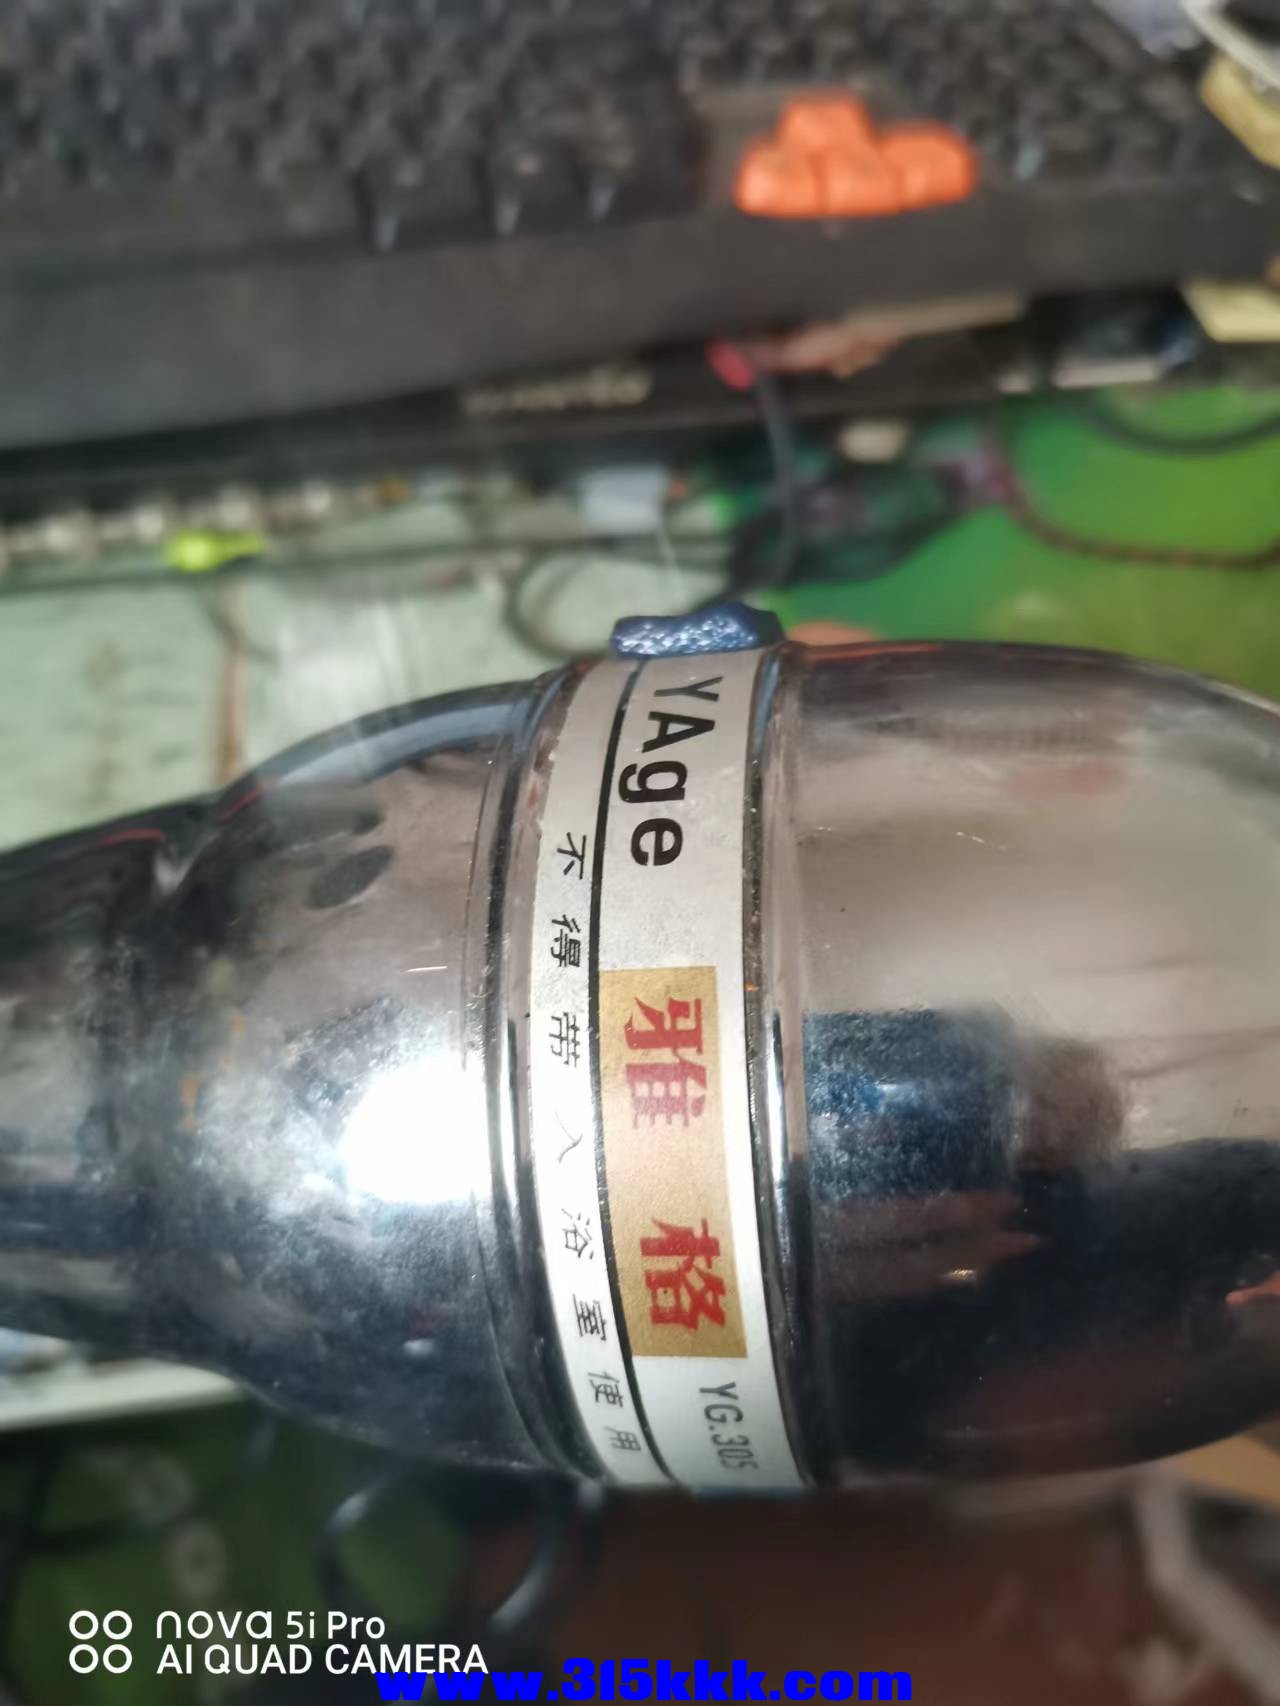 YAge 雅格 YG.305
不得带入浴室使用
nova 5i Pro
AI QUAD CAMERA
www.315kkk.com